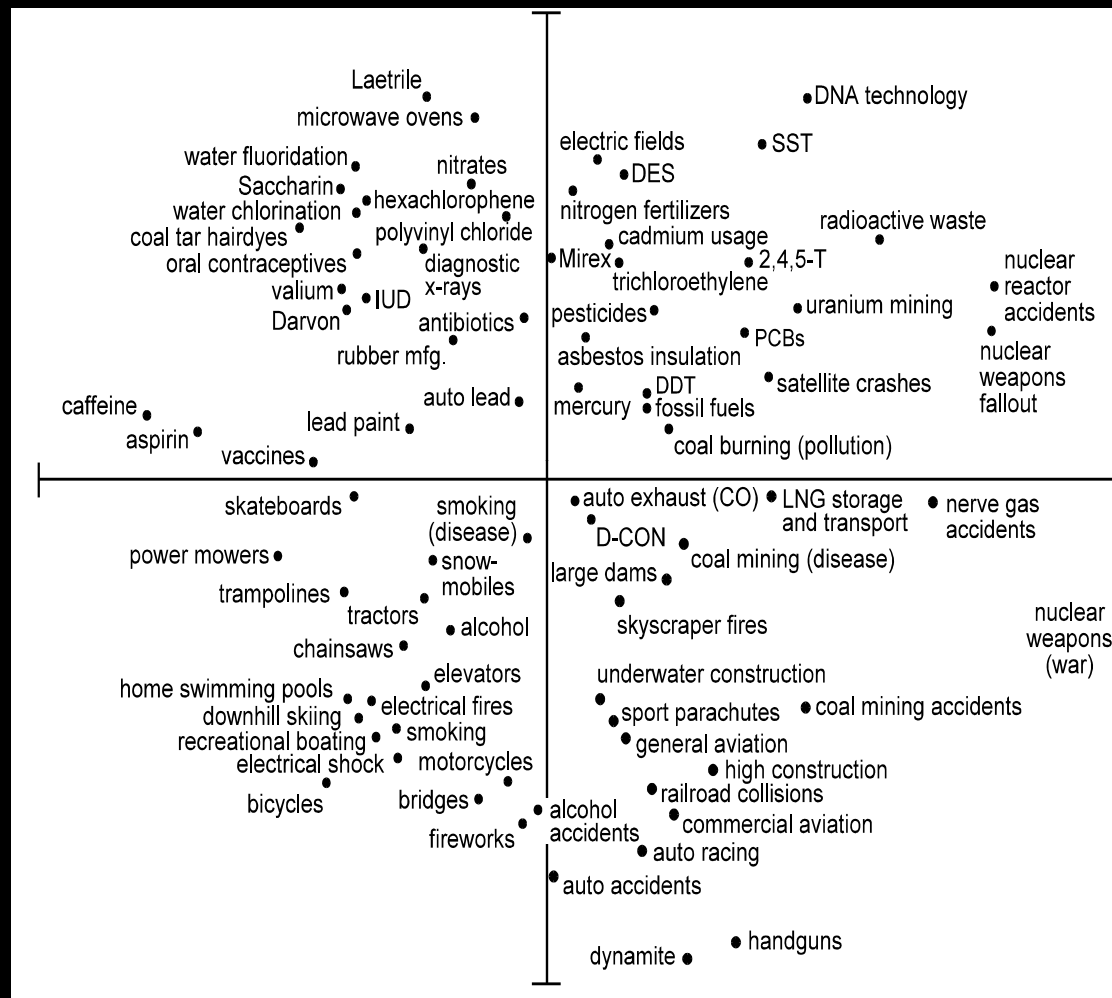 Laetrile
DNA technology
microwave ovens
electric fields
SST
water fluoridation
nitrates
DES
Saccharin
hexachlorophene
nitrogen fertilizers
water chlorination
radioactive waste
coal tar hairdyes
polyvinyl chloride
cadmium usage
oral contraceptives
diagnostic
x-rays
Mirex
2,4,5-T
nuclear
reactor
accidents
trichloroethylene
valium
IUD
Darvon
antibiotics
pesticides
uranium mining
rubber mfg.
asbestos insulation
PCBs
nuclear
weapons
fallout
auto lead
mercury
DDT
satellite crashes
caffeine
lead paint
fossil fuels
aspirin
coal burning (pollution)
vaccines
skateboards
smoking
(disease)
auto exhaust (CO)
LNG storage
and transport
nerve gas
accidents
D-CON
power mowers
snow-
mobiles
coal mining (disease)
large dams
trampolines
tractors
alcohol
skyscraper fires
nuclear
weapons
(war)
chainsaws
elevators
underwater construction
home swimming pools
electrical fires
downhill skiing
sport parachutes
coal mining accidents
recreational boating
smoking
general aviation
electrical shock
motorcycles
high construction
bicycles
bridges
alcohol
accidents
railroad collisions
fireworks
commercial aviation
auto racing
auto accidents
handguns
dynamite